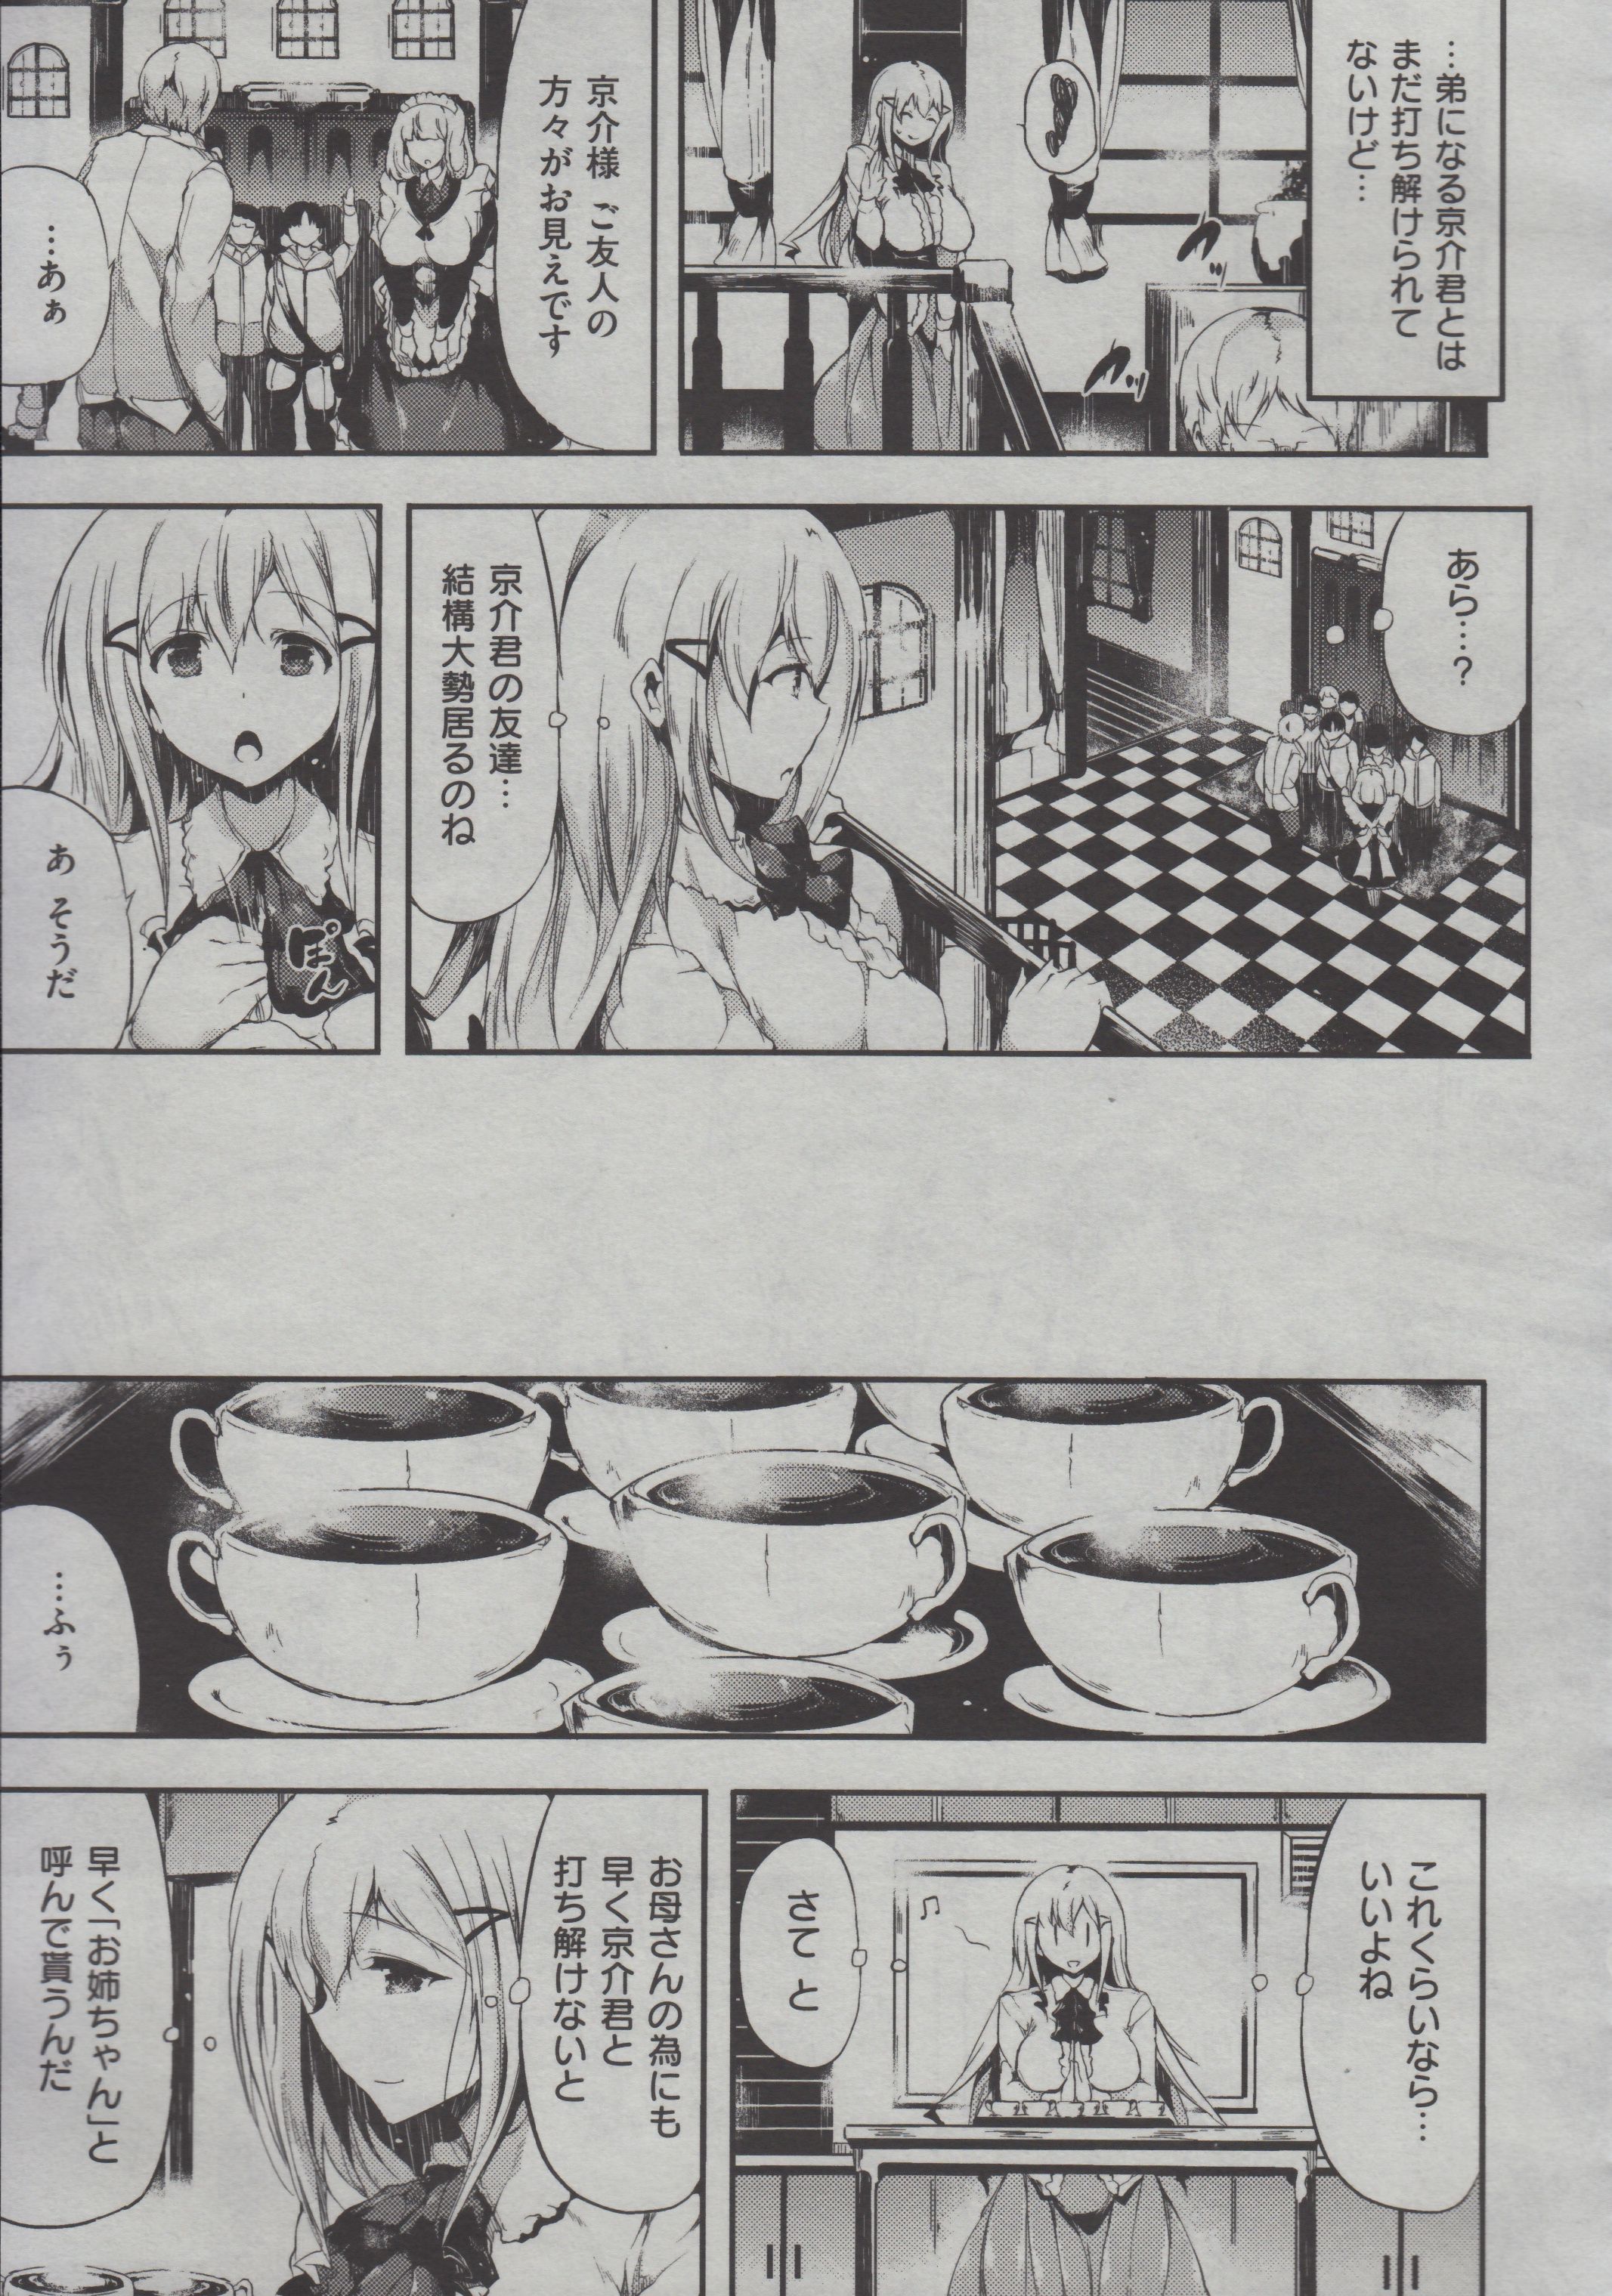 …弟になる京介君とは
まだ打ち解けられて
ないけど…
京介様 ご友人の
方々がお見えです
…あぁ
あら…?
京介君の友達…
結構大勢居るのね
ぽん
あ そうだ
…ふぅ
これくらいなら…
いいよね
さて と
お母さんの為にも
早く京介君と
打ち解けないと
早く「お姉ちゃん」と
呼んで貰うんだ